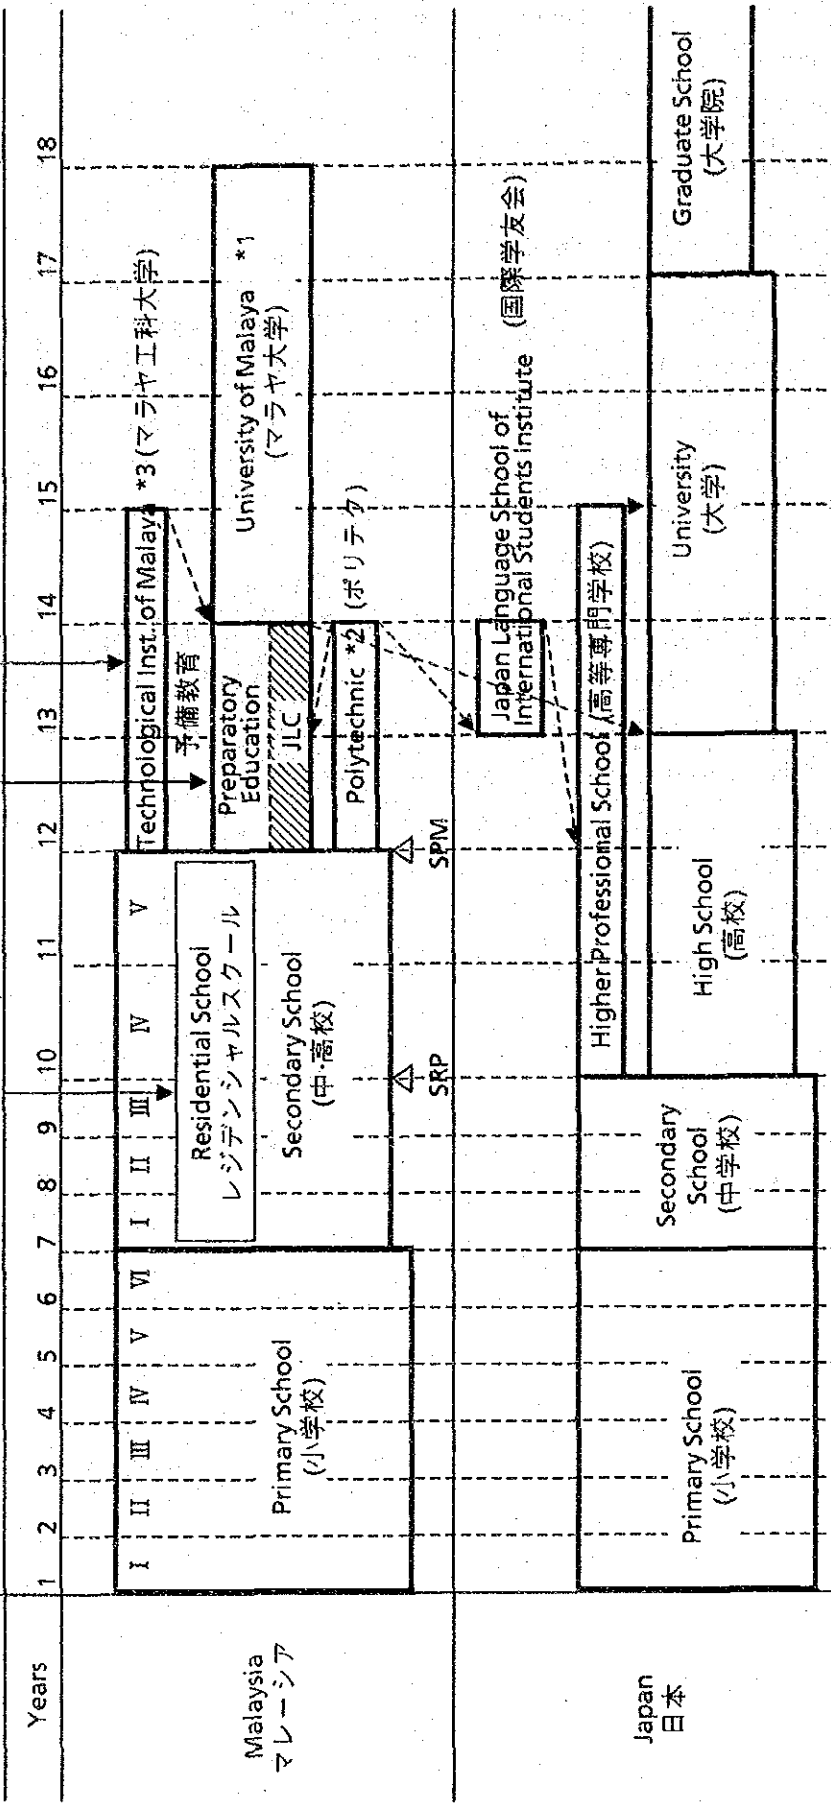 Years
1 2 3 4 5 6 7 8 9 10 11 12 13 14 15 16 17 18
Malaysia
マレーシア
I II III IV V VI
Primary School
(小学校)
I II III IV V
Residential School
レジデンシャルスクール
Secondary School
(中・高校)
SRP
SPM
Technological Inst. of Malaya *3 (マラヤ工科大学)
予備教育
Preparatory
Education
JLC
University of Malaya *1
(マラヤ大学)
Polytechnic *2 (ポリテク)
Japan
日本
Japan Language School of
International Students Institute (国際学友会)
Primary School
(小学校)
Secondary
School
(中学校)
Higher Professional School (高等専門学校)
High School
(高校)
University
(大学)
Graduate School
(大学院)